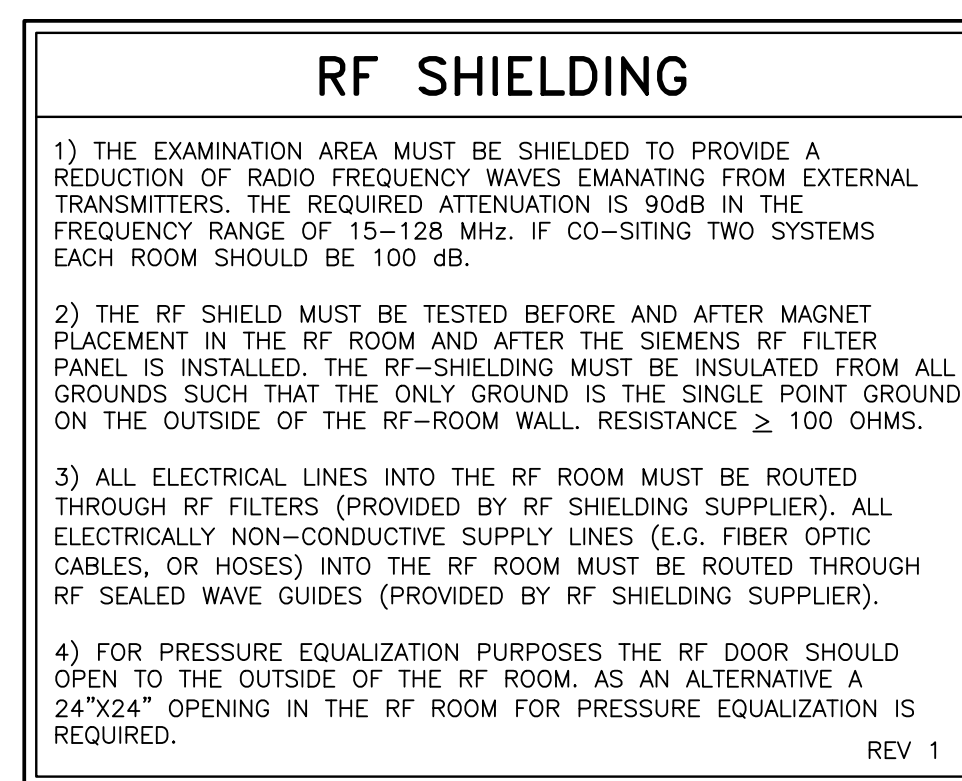 RF SHIELDING
1) THE EXAMINATION AREA MUST BE SHIELDED TO PROVIDE A
REDUCTION OF RADIO FREQUENCY WAVES EMANATING FROM EXTERNAL
TRANSMITTERS. THE REQUIRED ATTENUATION IS 90dB IN THE
FREQUENCY RANGE OF 15–128 MHz. IF CO–SITING TWO SYSTEMS
EACH ROOM SHOULD BE 100 dB.
2) THE RF SHIELD MUST BE TESTED BEFORE AND AFTER MAGNET
PLACEMENT IN THE RF ROOM AND AFTER THE SIEMENS RF FILTER
PANEL IS INSTALLED. THE RF–SHIELDING MUST BE INSULATED FROM ALL
GROUNDS SUCH THAT THE ONLY GROUND IS THE SINGLE POINT GROUND
ON THE OUTSIDE OF THE RF–ROOM WALL. RESISTANCE ≥ 100 OHMS.
3) ALL ELECTRICAL LINES INTO THE RF ROOM MUST BE ROUTED
THROUGH RF FILTERS (PROVIDED BY RF SHIELDING SUPPLIER). ALL
ELECTRICALLY NON–CONDUCTIVE SUPPLY LINES (E.G. FIBER OPTIC
CABLES, OR HOSES) INTO THE RF ROOM MUST BE ROUTED THROUGH
RF SEALED WAVE GUIDES (PROVIDED BY RF SHIELDING SUPPLIER).
4) FOR PRESSURE EQUALIZATION PURPOSES THE RF DOOR SHOULD
OPEN TO THE OUTSIDE OF THE RF ROOM. AS AN ALTERNATIVE A
24"X24" OPENING IN THE RF ROOM FOR PRESSURE EQUALIZATION IS
REQUIRED.
REV 1